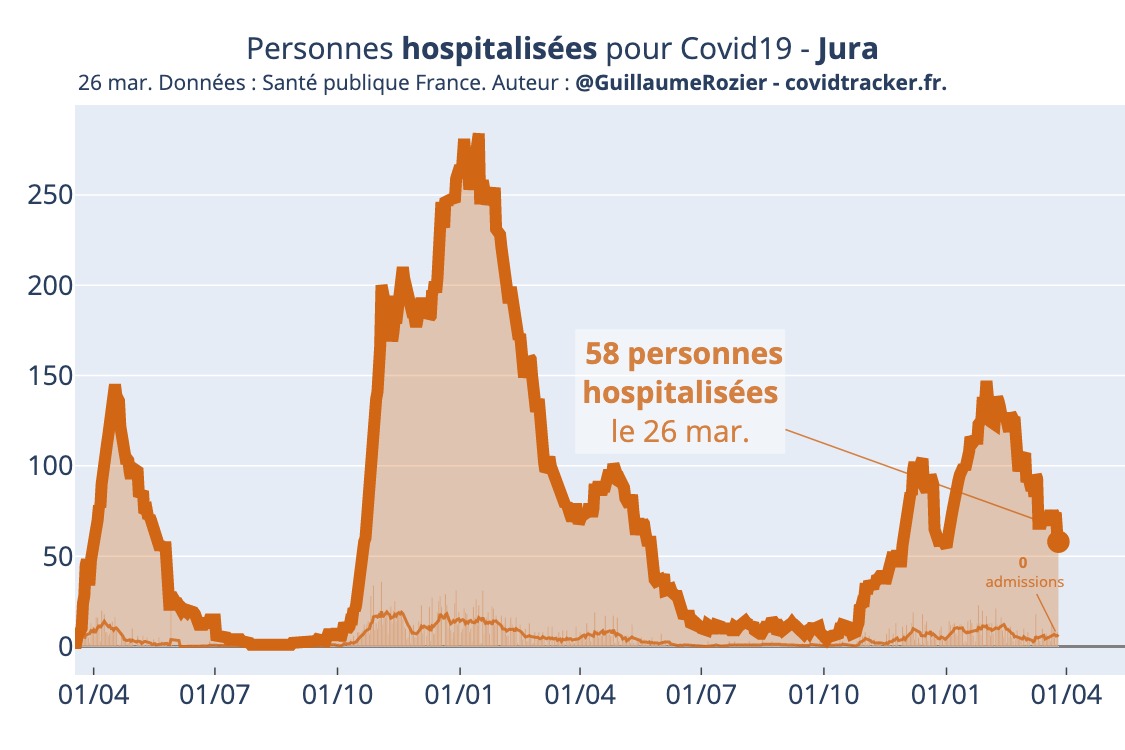 Personnes hospitalisées pour Covid19 - Jura
26 mar. Données : Santé publique France. Auteur : @GuillaumeRozier - covidtracker.fr.
250
200
150
100
50
0
58 personnes
hospitalisées
le 26 mar.
0
admissions
01/04 01/07 01/10 01/01 01/04 01/07 01/10 01/01 01/04